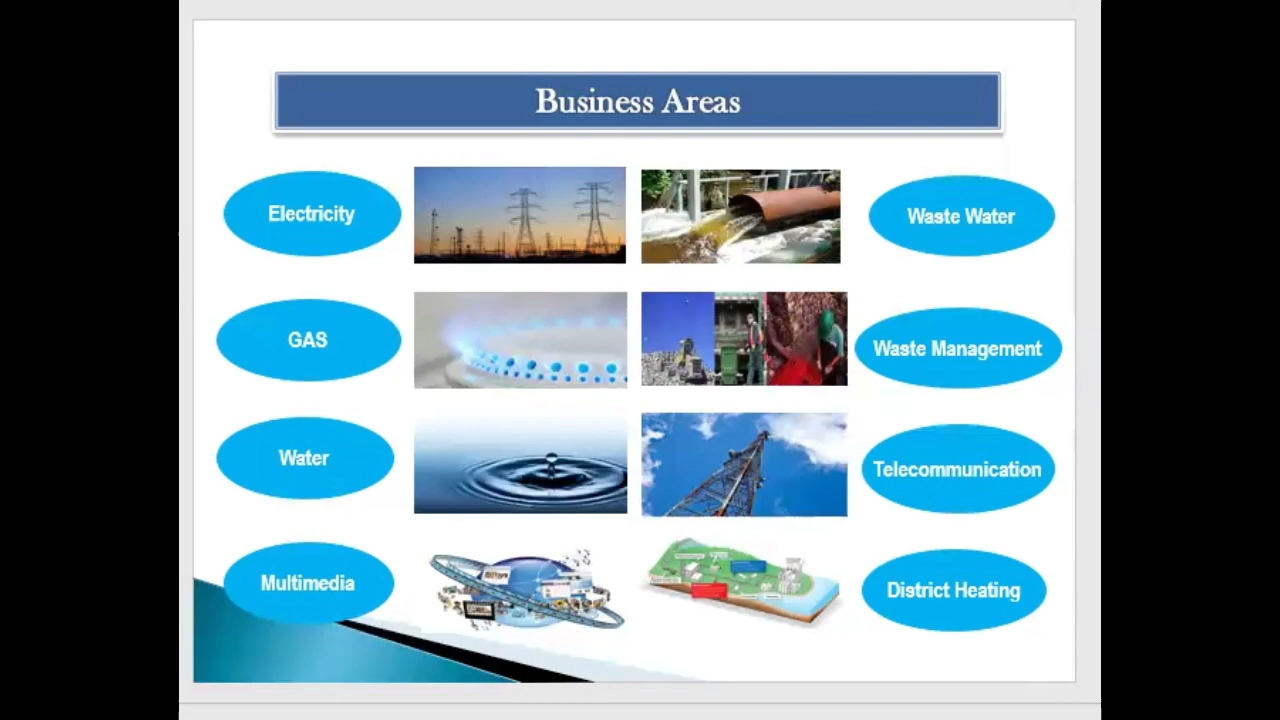 Business Areas
Electricity
Waste Water
GAS
Waste Management
Water
Telecommunication
Multimedia
District Heating